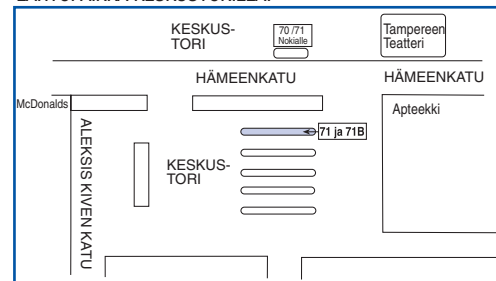 KESKUS-
TORI
70 /71
Nokialle
Tampereen
Teatteri
HÄMEENKATU
HÄMEENKATU
McDonalds
Apteekki
ALEKSIS KIVEN KATU
71 ja 71B
KESKUS-
TORI